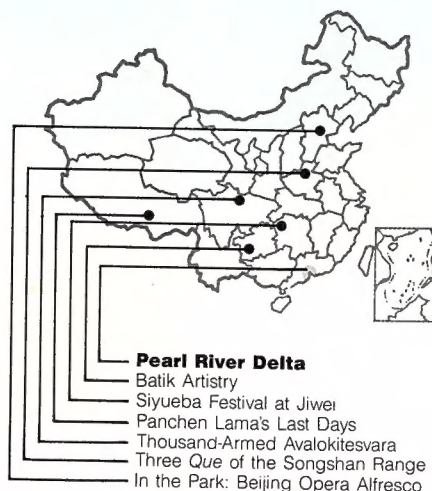 Pearl River Delta
Batik Artistry
Siyueba Festival at Jiwei
Panchen Lama's Last Days
Thousand-Armed Avalokitesvara
Three Que of the Songshan Range
In the Park: Beijing Opera Alfresco